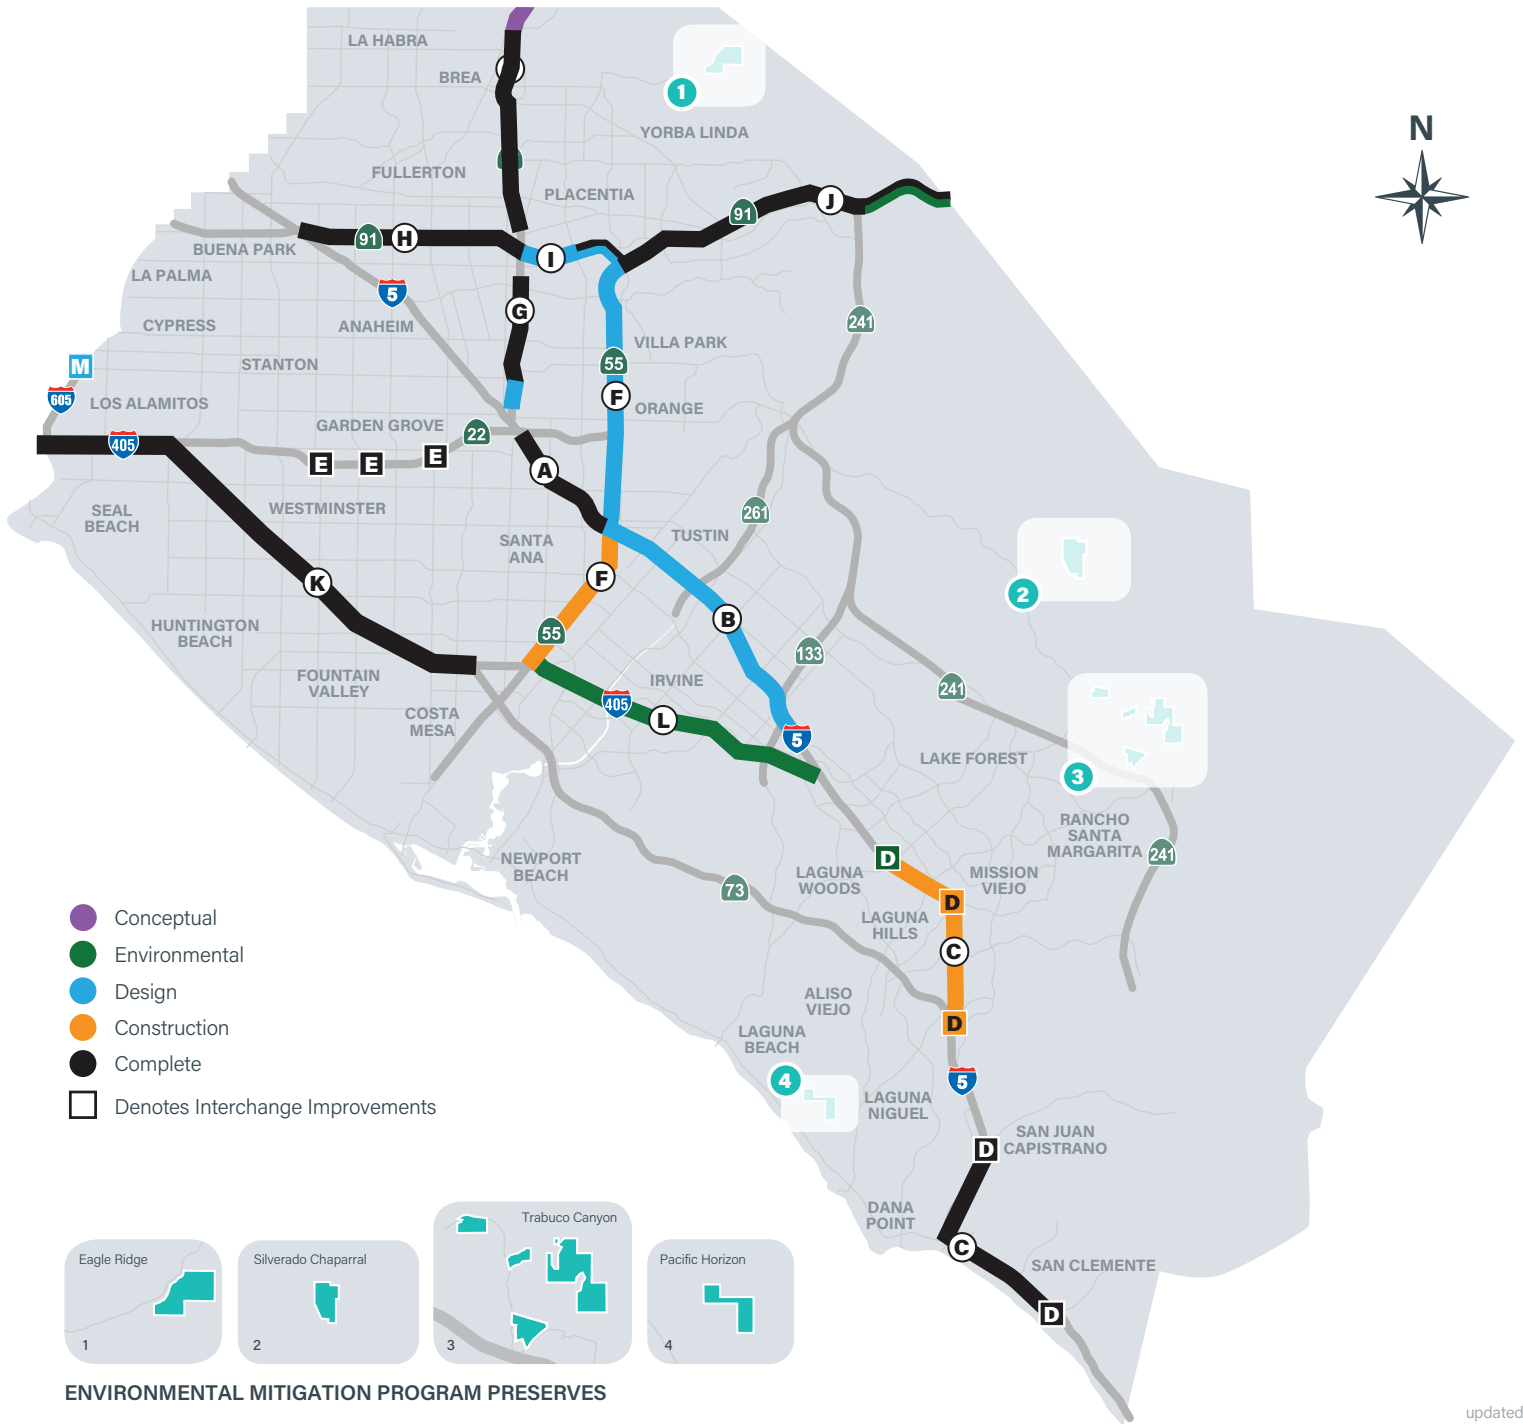 LA HABRA
BREA
1
YORBA LINDA
N
FULLERTON
PLACENTIA
91
J
91
H
BUENA PARK
I
LA PALMA
5
G
241
CYPRESS
ANAHEIM
VILLA PARK
M
STANTON
55
605
LOS ALAMITOS
F
ORANGE
GARDEN GROVE
22
405
E
E
E
A
SEAL
BEACH
WESTMINSTER
261
SANTA
ANA
TUSTIN
K
F
2
HUNTINGTON
BEACH
55
B
133
FOUNTAIN
VALLEY
IRVINE
241
405
L
COSTA
MESA
5
LAKE FOREST
3
RANCHO
SANTA
MARGARITA
241
NEWPORT
BEACH
D
LAGUNA
WOODS
MISSION
VIEJO
73
D
LAGUNA
HILLS
C
ALISO
VIEJO
D
LAGUNA
BEACH
4
5
LAGUNA
NIGUEL
SAN JUAN
CAPISTRANO
D
DANA
POINT
C
SAN CLEMENTE
D
Conceptual
Environmental
Design
Construction
Complete
Denotes Interchange Improvements
Eagle Ridge
1
Silverado Chaparral
2
Trabuco Canyon
3
Pacific Horizon
4
ENVIRONMENTAL MITIGATION PROGRAM PRESERVES
updated